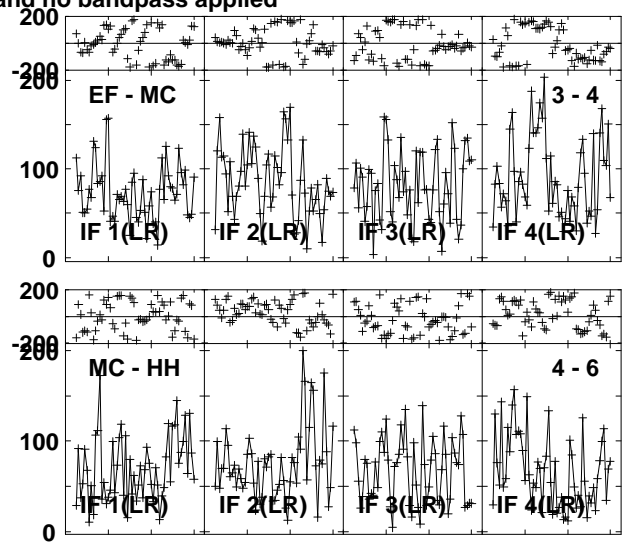 and no bandpass applied
200
-200
200
EF - MC
3 - 4
100
IF 1(LR) IF 2(LR) IF 3(LR) IF 4(LR)
0
200
-200
200
MC - HH
4 - 6
100
IF 1(LR) IF 2(LR) IF 3(LR) IF 4(LR)
0